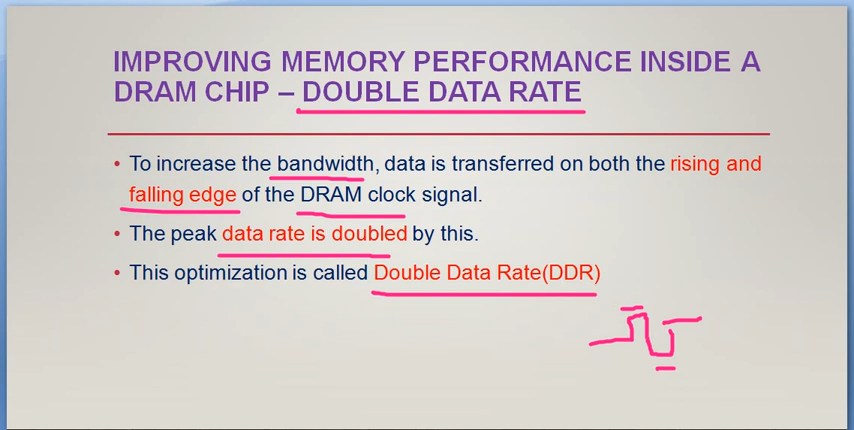 IMPROVING MEMORY PERFORMANCE INSIDE A
DRAM CHIP – DOUBLE DATA RATE
• To increase the bandwidth, data is transferred on both the rising and
falling edge of the DRAM clock signal.
• The peak data rate is doubled by this.
• This optimization is called Double Data Rate(DDR)